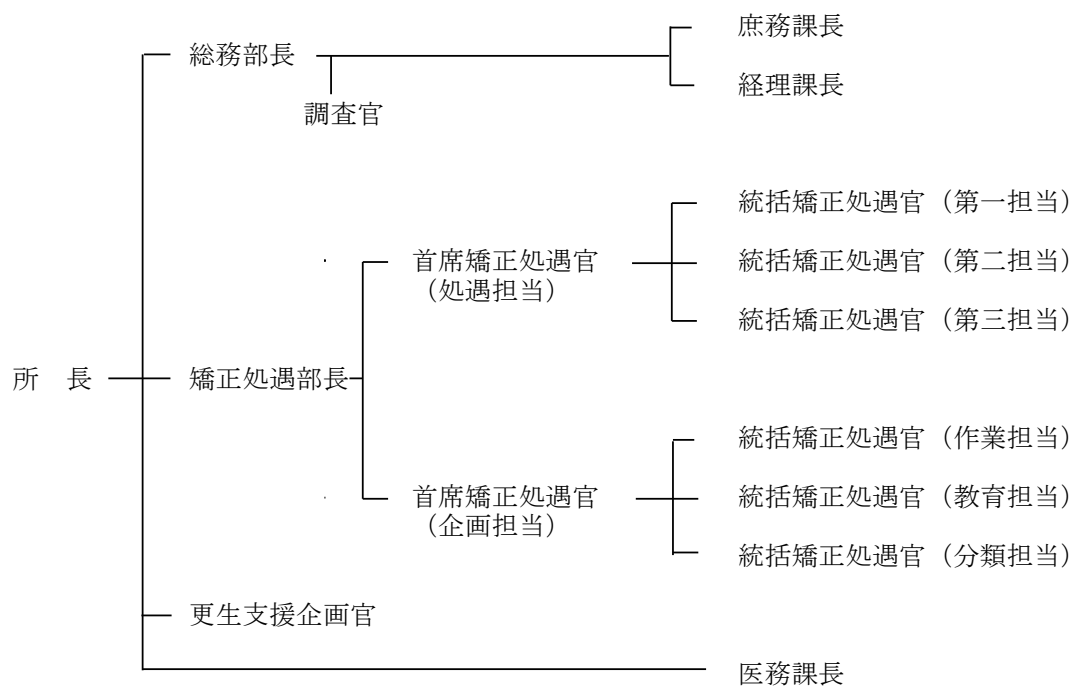 庶務課長
総務部長
経理課長
調査官
統括矯正処遇官（第一担当）
首席矯正処遇官
（処遇担当）
統括矯正処遇官（第二担当）
統括矯正処遇官（第三担当）
所　長
矯正処遇部長
統括矯正処遇官（作業担当）
首席矯正処遇官
（企画担当）
統括矯正処遇官（教育担当）
統括矯正処遇官（分類担当）
更生支援企画官
医務課長